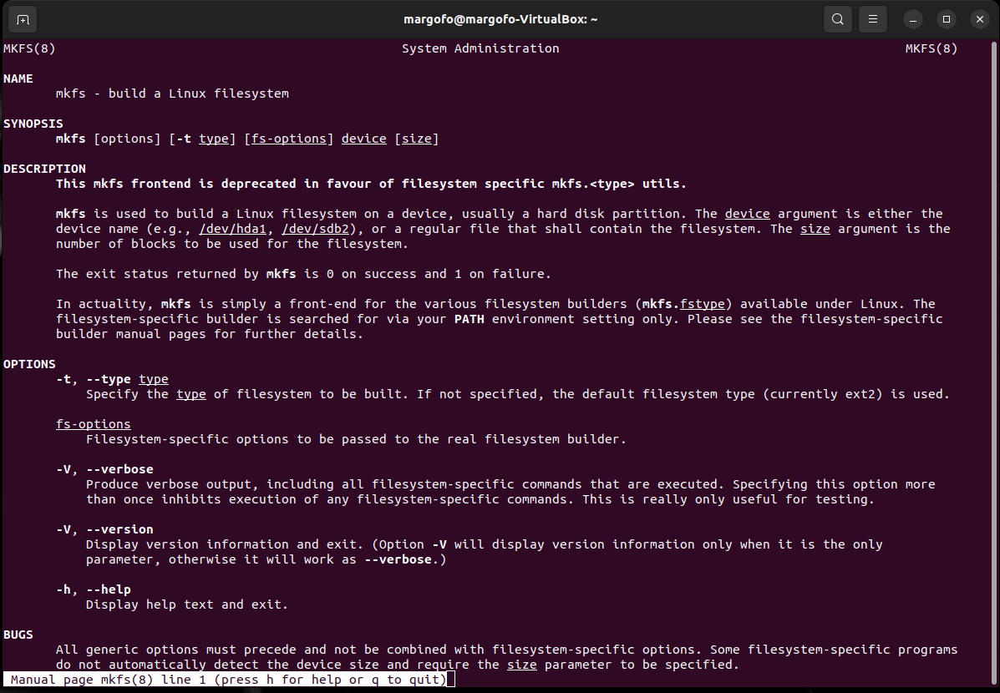 margofo@margofo-VirtualBox: ~
MKFS(8) System Administration MKFS(8)
NAME
mkfs - build a Linux filesystem
SYNOPSIS
mkfs [options] [-t type] [fs-options] device [size]
DESCRIPTION
This mkfs frontend is deprecated in favour of filesystem specific mkfs.<type> utils.
mkfs is used to build a Linux filesystem on a device, usually a hard disk partition. The device argument is either the
device name (e.g., /dev/hda1, /dev/sdb2), or a regular file that shall contain the filesystem. The size argument is the
number of blocks to be used for the filesystem.
The exit status returned by mkfs is 0 on success and 1 on failure.
In actuality, mkfs is simply a front-end for the various filesystem builders (mkfs.fstype) available under Linux. The
filesystem-specific builder is searched for via your PATH environment setting only. Please see the filesystem-specific
builder manual pages for further details.
OPTIONS
-t, --type type
Specify the type of filesystem to be built. If not specified, the default filesystem type (currently ext2) is used.
fs-options
Filesystem-specific options to be passed to the real filesystem builder.
-V, --verbose
Produce verbose output, including all filesystem-specific commands that are executed. Specifying this option more
than once inhibits execution of any filesystem-specific commands. This is really only useful for testing.
-V, --version
Display version information and exit. (Option -V will display version information only when it is the only
parameter, otherwise it will work as --verbose.)
-h, --help
Display help text and exit.
BUGS
All generic options must precede and not be combined with filesystem-specific options. Some filesystem-specific programs
do not automatically detect the device size and require the size parameter to be specified.
Manual page mkfs(8) line 1 (press h for help or q to quit)